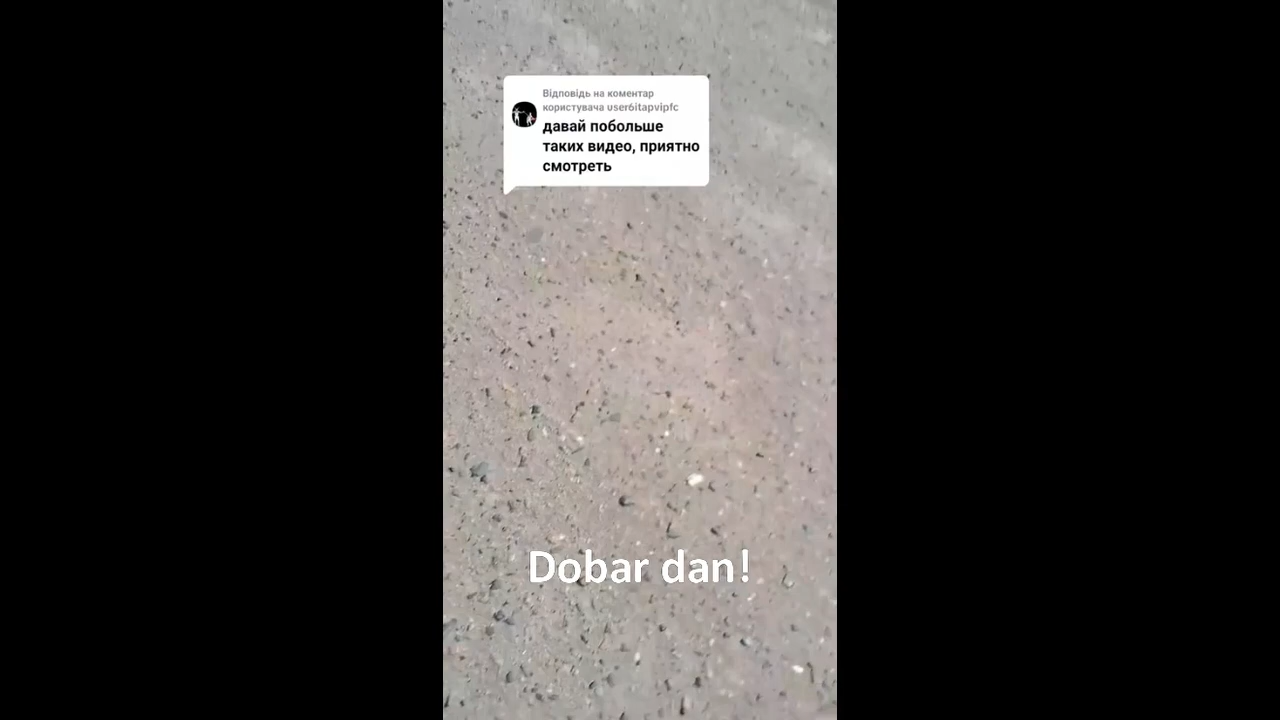 Відповідь на коментар
користувача user6itapvipfc
давай побольше
таких видео, приятно
смотреть
Dobar dan!